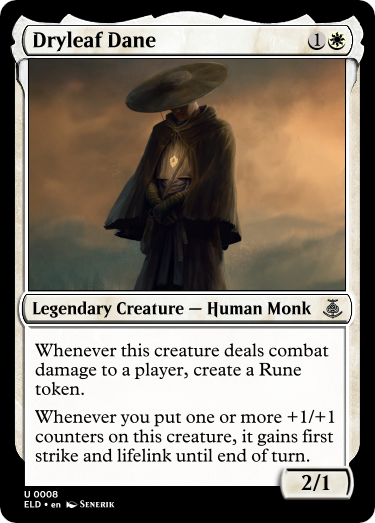 Dryleaf Dane 1
Legendary Creature — Human Monk
Whenever this creature deals combat
damage to a player, create a Rune
token.
Whenever you put one or more +1/+1
counters on this creature, it gains first
strike and lifelink until end of turn.
2/1
U 0008
ELD • en Senerik